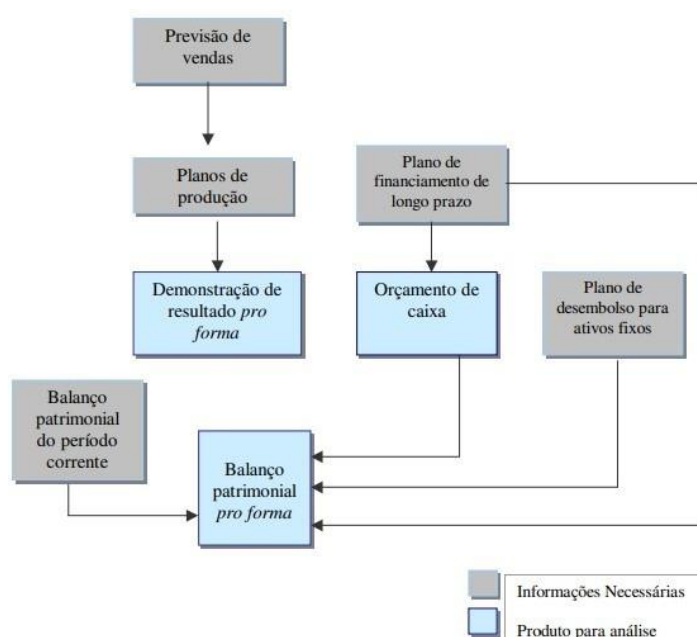 Previsão de
vendas
Planos de
produção
Plano de
financiamento de
longo prazo
Demonstração de
resultado pro
forma
Orçamento de
caixa
Plano de
desembolso para
ativos fixos
Balanço
patrimonial
do período
corrente
Balanço
patrimonial
pro forma
Informações Necessárias
Produto para análise